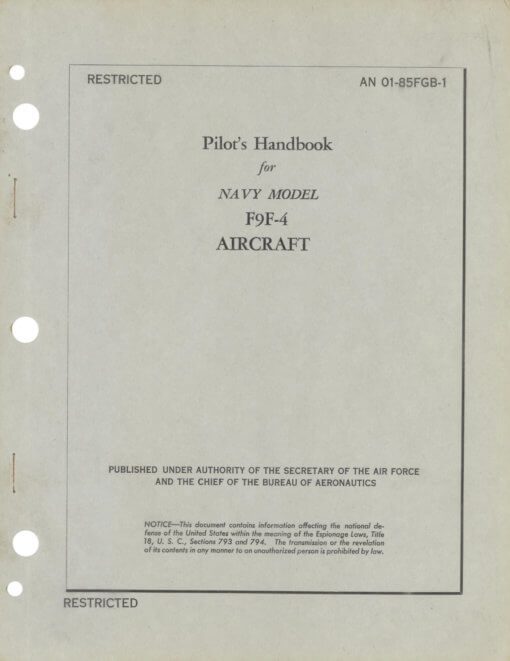 RESTRICTED
AN 01-85FGB-1
Pilot's Handbook
for
NAVY MODEL
F9F-4
AIRCRAFT
PUBLISHED UNDER AUTHORITY OF THE SECRETARY OF THE AIR FORCE
AND THE CHIEF OF THE BUREAU OF AERONAUTICS
NOTICE—This document contains information affecting the national de-
fense of the United States within the meaning of the Espionage Laws, Title
18, U. S. C., Sections 793 and 794. The transmission or the revelation
of its contents in any manner to an unauthorized person is prohibited by law.
RESTRICTED